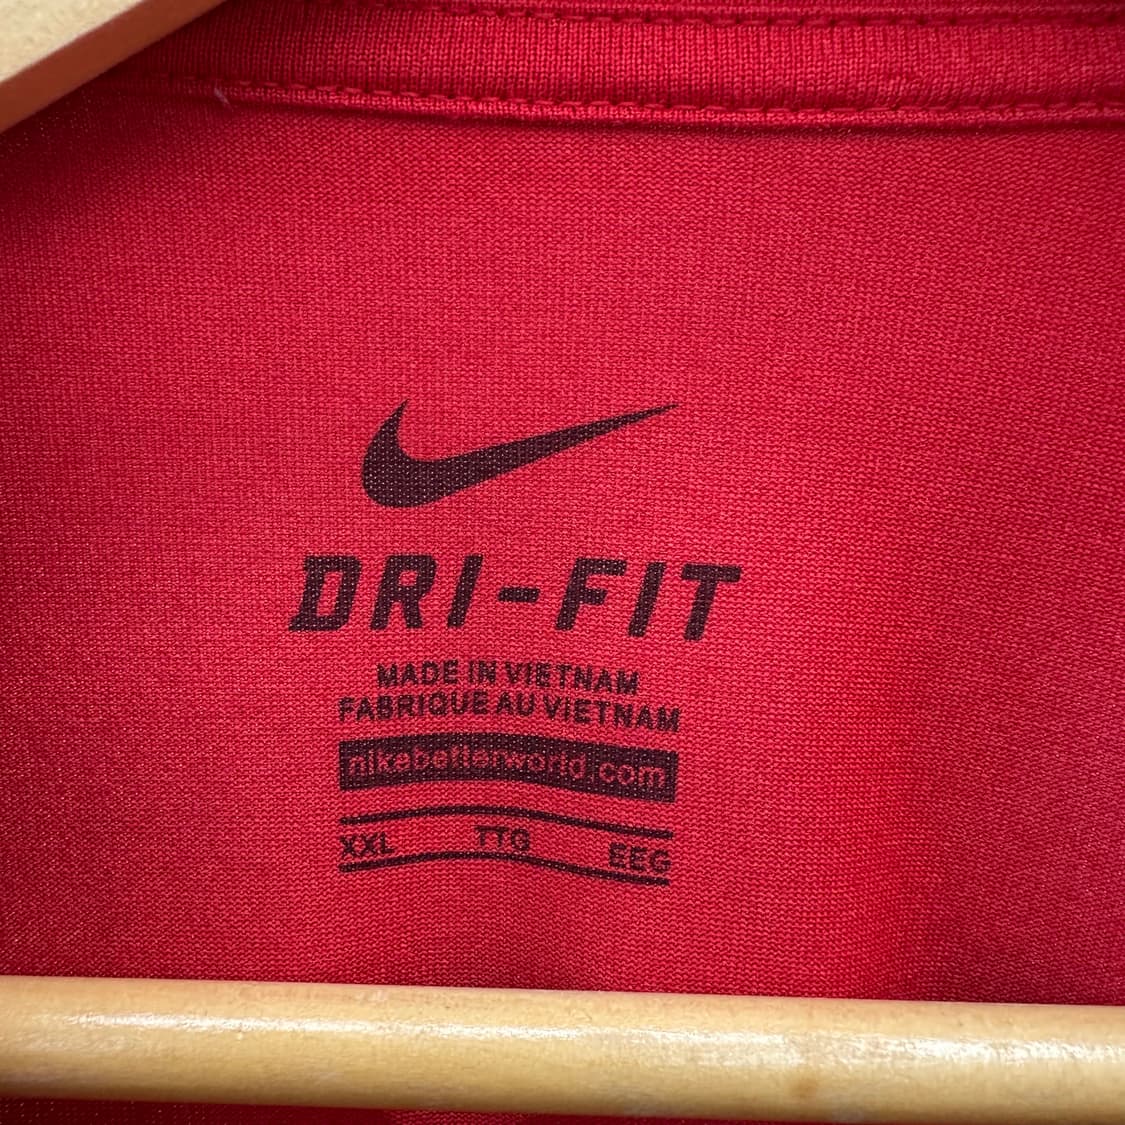 DRI-FIT
MADE IN VIETNAM
FABRIQUE AU VIETNAM
nikebetterworld.com
XXL TTG EEG